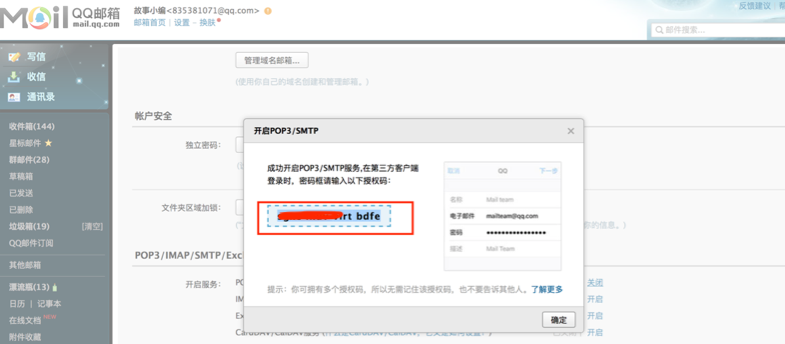 Mail QQ邮箱
mail.qq.com
故事小编<835381071@qq.com>
邮箱首页 | 设置 - 换肤
反馈建议
邮件搜索...
写信
收信
通讯录
收件箱(144)
星标邮件
群邮件(28)
草稿箱
已发送
已删除
垃圾箱(19) [清空]
QQ邮件订阅
其他邮箱
漂流瓶(13)
日历 | 记事本
在线文档 NEW
附件收藏
管理域名邮箱...
(使用你自己的域名创建和管理邮箱。)
帐户安全
独立密码：
文件夹区域加锁：
的信息。)
POP3/IMAP/SMTP/Exc
开启服务：
PO
关闭
IM
开启
Ex
开启
开启
开启POP3/SMTP
成功开启POP3/SMTP服务,在第三方客户端
登录时，密码框请输入以下授权码：
rt bdfe
取消 QQ 下一步
名称 Mail team
电子邮件 mailteam@qq.com
密码 ••••••••••••••••
描述 Mail Team
提示：你可拥有多个授权码，所以无需记住该授权码，也不要告诉其他人。了解更多
确定